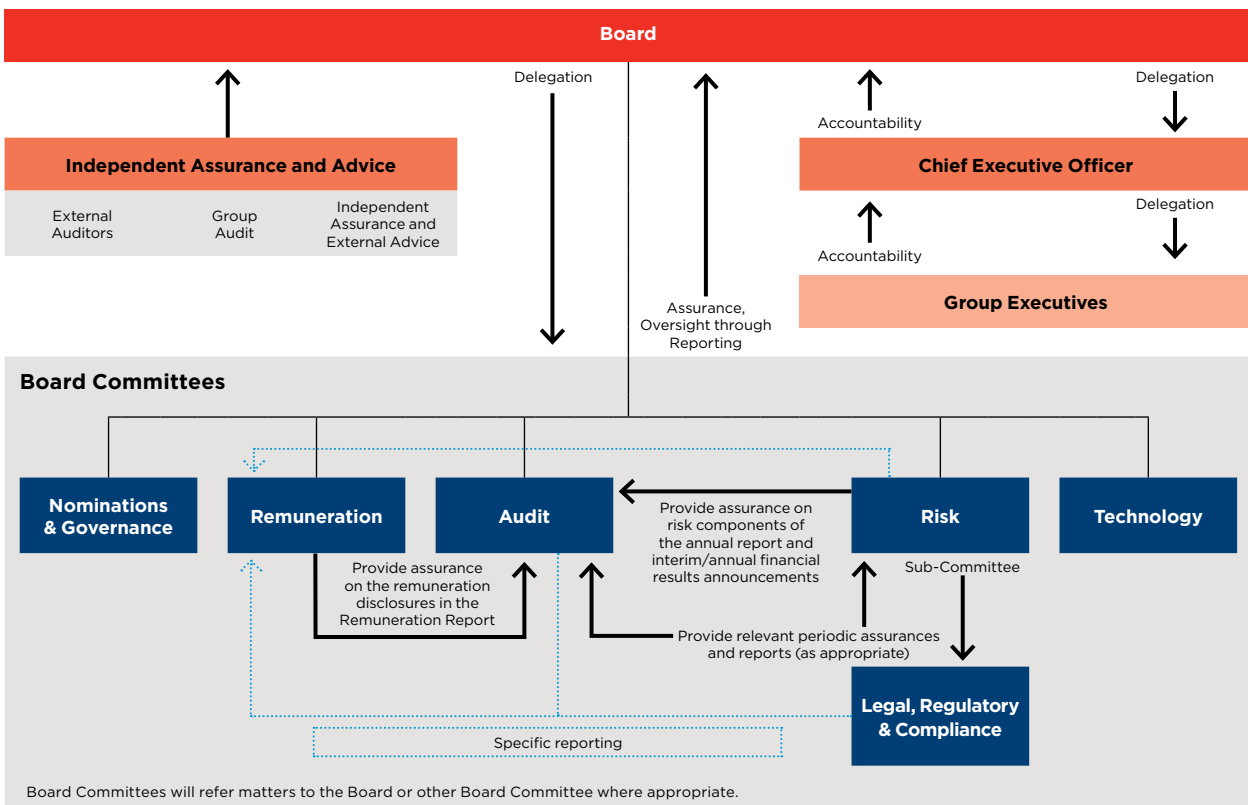 Board
Delegation
Delegation
Accountability
Independent Assurance and Advice
Chief Executive Officer
External
Auditors
Group
Audit
Independent
Assurance and
External Advice
Delegation
Accountability
Group Executives
Assurance,
Oversight through
Reporting
Board Committees
Nominations
& Governance
Remuneration
Audit
Provide assurance on
risk components of
the annual report and
interim/annual financial
results announcements
Risk
Technology
Sub-Committee
Provide assurance
on the remuneration
disclosures in the
Remuneration Report
Provide relevant periodic assurances
and reports (as appropriate)
Legal, Regulatory
& Compliance
Specific reporting
Board Committees will refer matters to the Board or other Board Committee where appropriate.